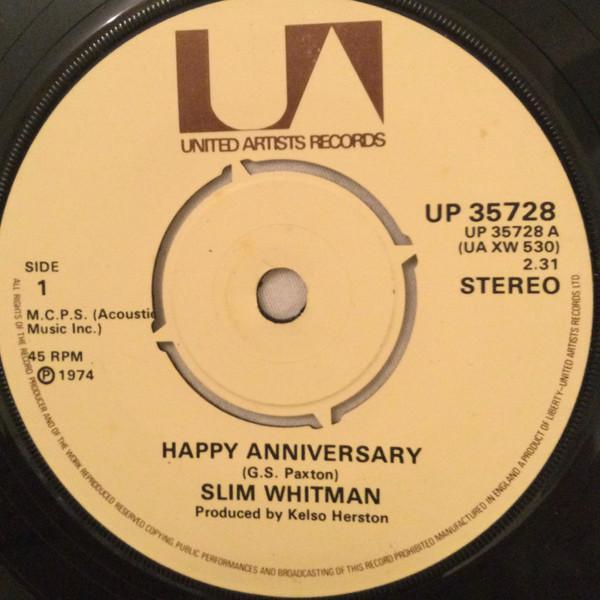 UA
UNITED ARTISTS RECORDS
UP 35728
UP 35728 A
(UA XW 530)
2.31
STEREO
SIDE
1
M.C.P.S. (Acoustic
Music Inc.)
45 RPM
Ⓟ 1974
HAPPY ANNIVERSARY
(G.S. Paxton)
SLIM WHITMAN
Produced by Kelso Herston
ALL RIGHTS OF THE RECORD PRODUCER AND OF THE WORK REPRODUCED RESERVED COPYING, PUBLIC PERFORMANCES AND BROADCASTING OF THIS RECORD PROHIBITED MANUFACTURED IN ENGLAND A PRODUCT OF LIBERTY-UNITED ARTISTS RECORDS LTD